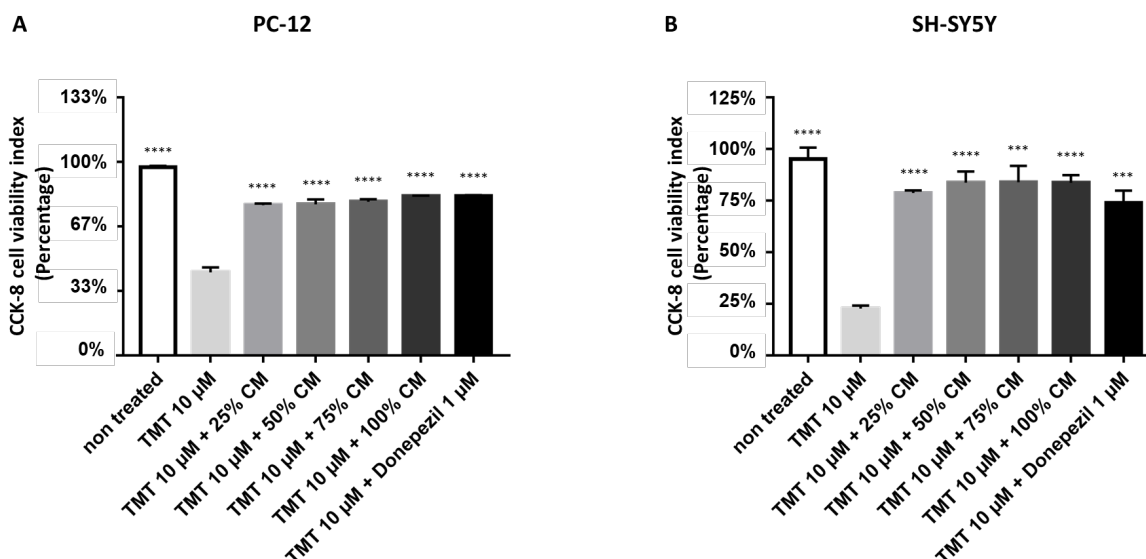 A
PC-12
CCK-8 cell viability index
(Percentage)
133%
100%
67%
33%
0%
****
****
****
****
****
****
non treated
TMT 10 µM
TMT 10 µM + 25% CM
TMT 10 µM + 50% CM
TMT 10 µM + 75% CM
TMT 10 µM + 100% CM
TMT 10 µM + Donepezil 1 µM
B
SH-SY5Y
CCK-8 cell viability index
(Percentage)
125%
100%
75%
50%
25%
0%
****
****
****
***
****
***
non treated
TMT 10 µM
TMT 10 µM + 25% CM
TMT 10 µM + 50% CM
TMT 10 µM + 75% CM
TMT 10 µM + 100% CM
TMT 10 µM + Donepezil 1 µM